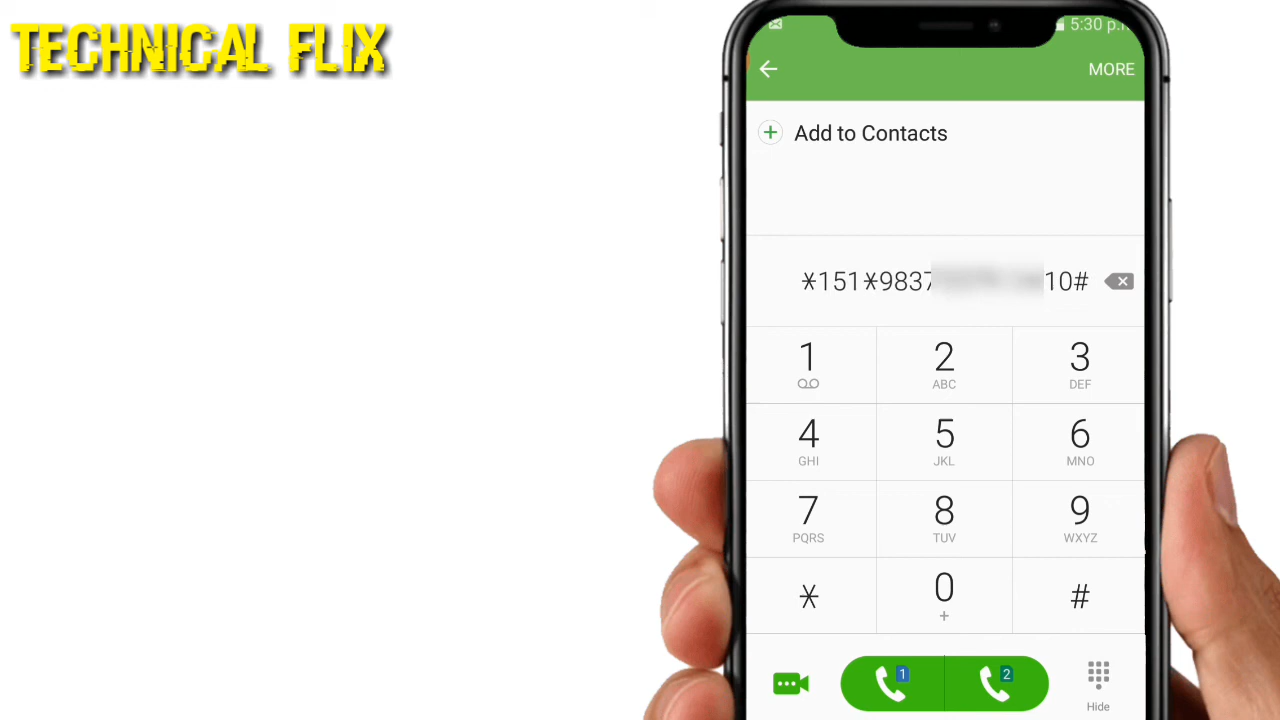 TECHNICAL FLIX
5:30 p.
MORE
Add to Contacts
*151*9837 10#
1 2 3
ABC DEF
4 5 6
GHI JKL MNO
7 8 9
PQRS TUV WXYZ
* 0 #
+
1 2
Hide